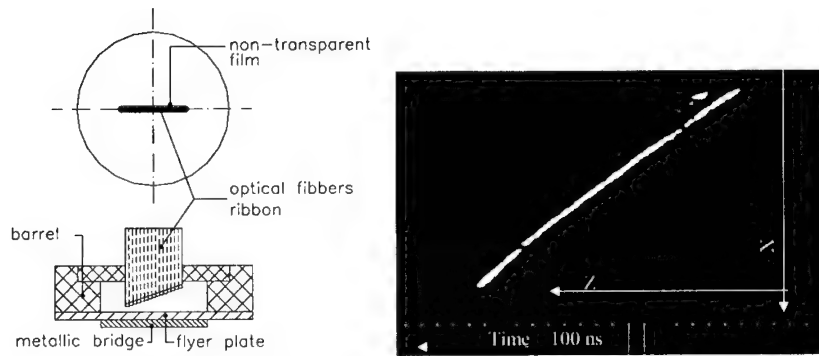 non-transparent
film
optical fibbers
ribbon
barrel
metallic bridge
flyer plate
Time 100 ns